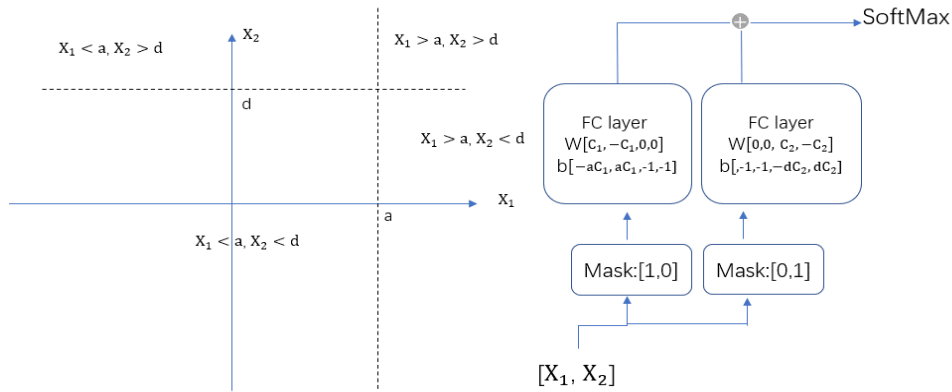 X₂
X₁ < a, X₂ > d
X₁ > a, X₂ > d
d
X₁ > a, X₂ < d
X₁
a
X₁ < a, X₂ < d
SoftMax
+
FC layer
W[C₁, −C₁,0,0]
b[−aC₁, aC₁,-1,-1]
FC layer
W[0,0, C₂, −C₂]
b[,-1,-1,−dC₂, dC₂]
Mask:[1,0]
Mask:[0,1]
[X₁, X₂]